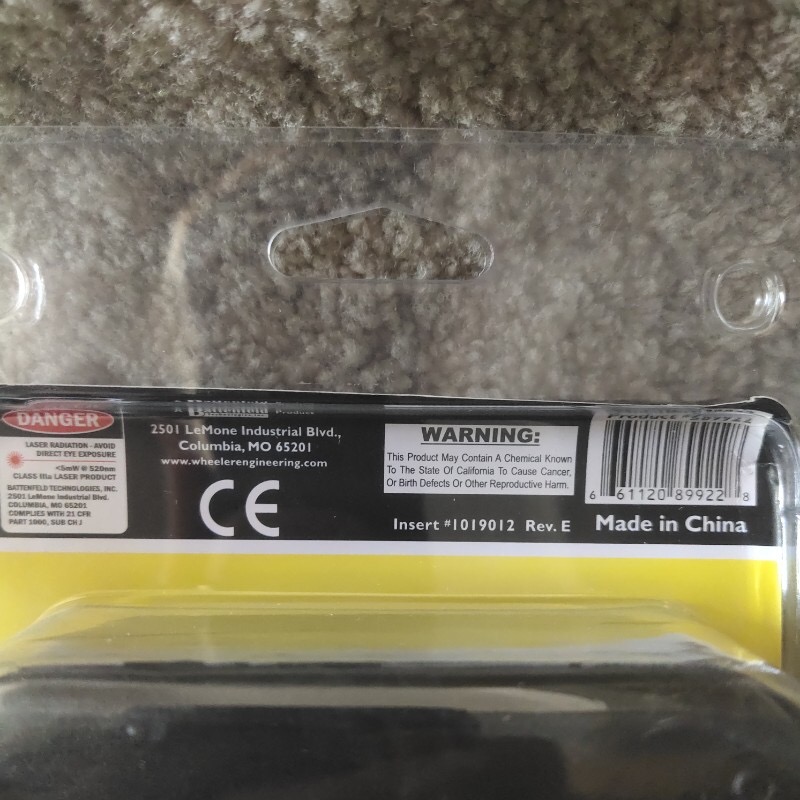 DANGER
LASER RADIATION - AVOID
DIRECT EYE EXPOSURE
<5mW @ 520nm
CLASS IIIa LASER PRODUCT
BATTENFELD TECHNOLOGIES, INC.
2501 LeMone Industrial Blvd.
COLUMBIA, MO 65201
COMPLIES WITH 21 CFR
PART 1000, SUB CH J
A Battenfeld Product
2501 LeMone Industrial Blvd.,
Columbia, MO 65201
www.wheelerengineering.com
CE
WARNING:
This Product May Contain A Chemical Known
To The State Of California To Cause Cancer,
Or Birth Defects Or Other Reproductive Harm.
Insert #1019012 Rev. E
Product
6 61120 89922 8
Made in China